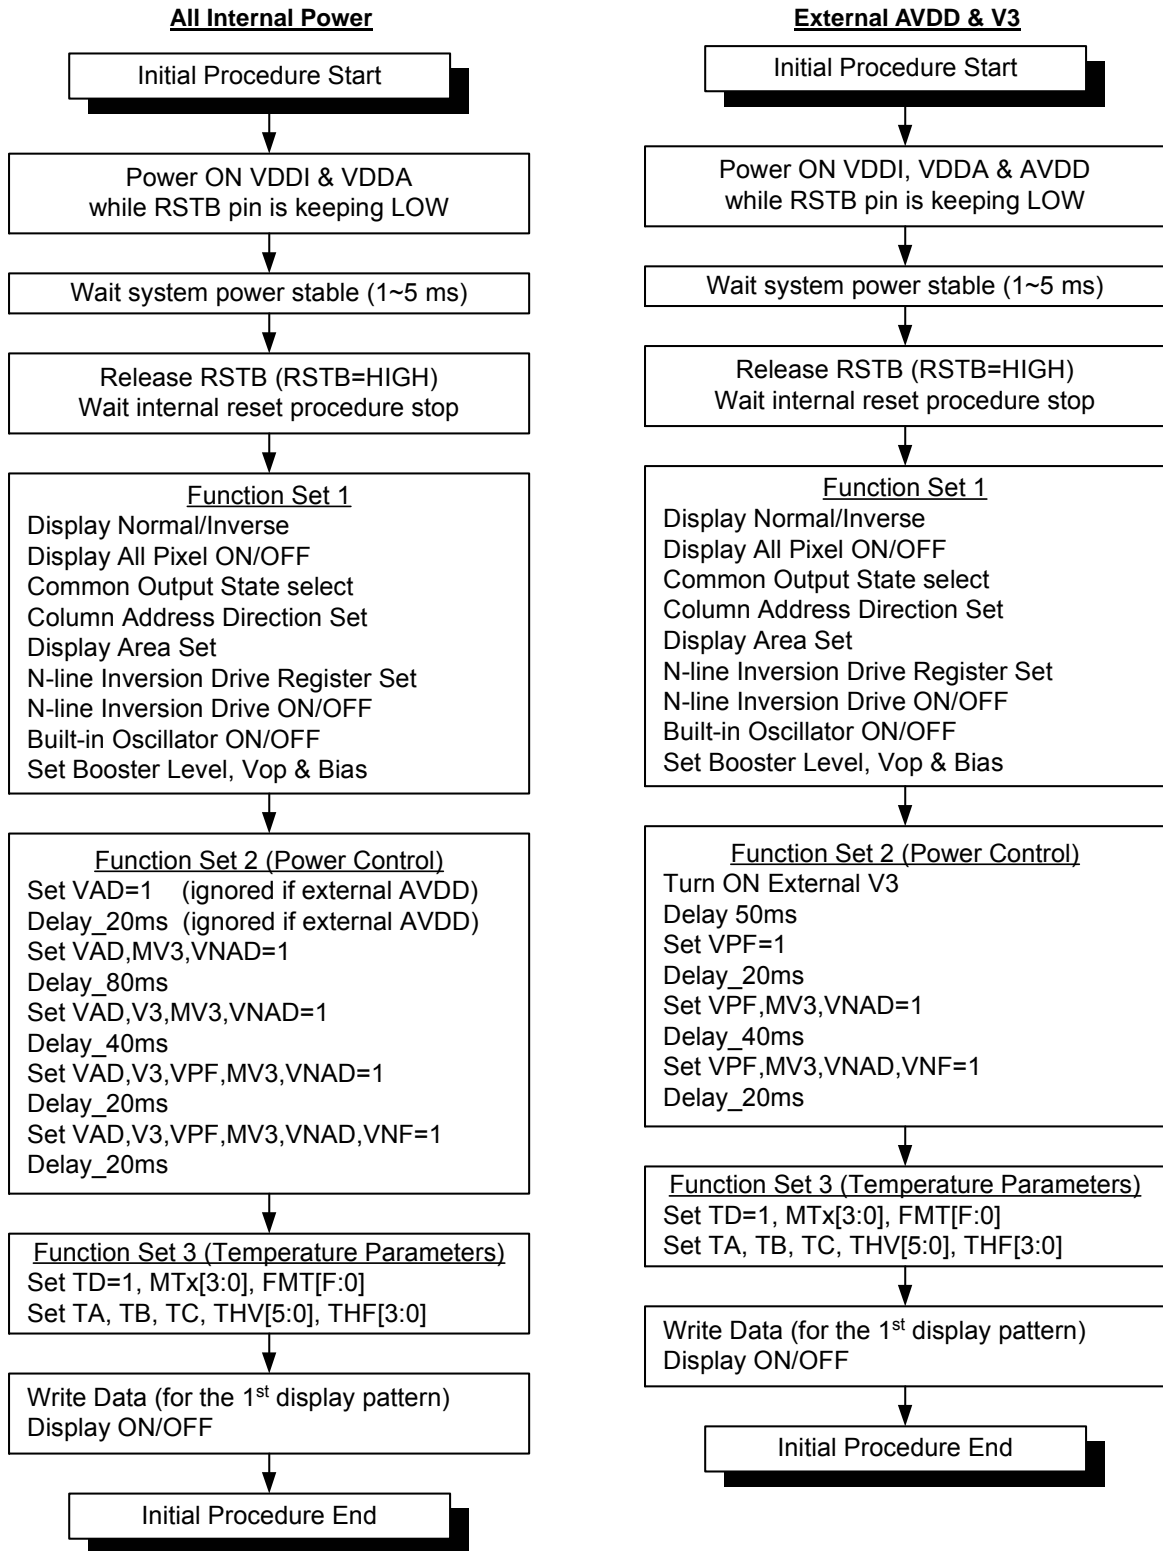 All Internal Power
Initial Procedure Start
Power ON VDDI & VDDA
while RSTB pin is keeping LOW
Wait system power stable (1~5 ms)
Release RSTB (RSTB=HIGH)
Wait internal reset procedure stop
Function Set 1
Display Normal/Inverse
Display All Pixel ON/OFF
Common Output State select
Column Address Direction Set
Display Area Set
N-line Inversion Drive Register Set
N-line Inversion Drive ON/OFF
Built-in Oscillator ON/OFF
Set Booster Level, Vop & Bias
Function Set 2 (Power Control)
Set VAD=1 (ignored if external AVDD)
Delay_20ms (ignored if external AVDD)
Set VAD,MV3,VNAD=1
Delay_80ms
Set VAD,V3,MV3,VNAD=1
Delay_40ms
Set VAD,V3,VPF,MV3,VNAD=1
Delay_20ms
Set VAD,V3,VPF,MV3,VNAD,VNF=1
Delay_20ms
Function Set 3 (Temperature Parameters)
Set TD=1, MTx[3:0], FMT[F:0]
Set TA, TB, TC, THV[5:0], THF[3:0]
Write Data (for the 1st display pattern)
Display ON/OFF
Initial Procedure End
External AVDD & V3
Initial Procedure Start
Power ON VDDI, VDDA & AVDD
while RSTB pin is keeping LOW
Wait system power stable (1~5 ms)
Release RSTB (RSTB=HIGH)
Wait internal reset procedure stop
Function Set 1
Display Normal/Inverse
Display All Pixel ON/OFF
Common Output State select
Column Address Direction Set
Display Area Set
N-line Inversion Drive Register Set
N-line Inversion Drive ON/OFF
Built-in Oscillator ON/OFF
Set Booster Level, Vop & Bias
Function Set 2 (Power Control)
Turn ON External V3
Delay 50ms
Set VPF=1
Delay_20ms
Set VPF,MV3,VNAD=1
Delay_40ms
Set VPF,MV3,VNAD,VNF=1
Delay_20ms
Function Set 3 (Temperature Parameters)
Set TD=1, MTx[3:0], FMT[F:0]
Set TA, TB, TC, THV[5:0], THF[3:0]
Write Data (for the 1st display pattern)
Display ON/OFF
Initial Procedure End